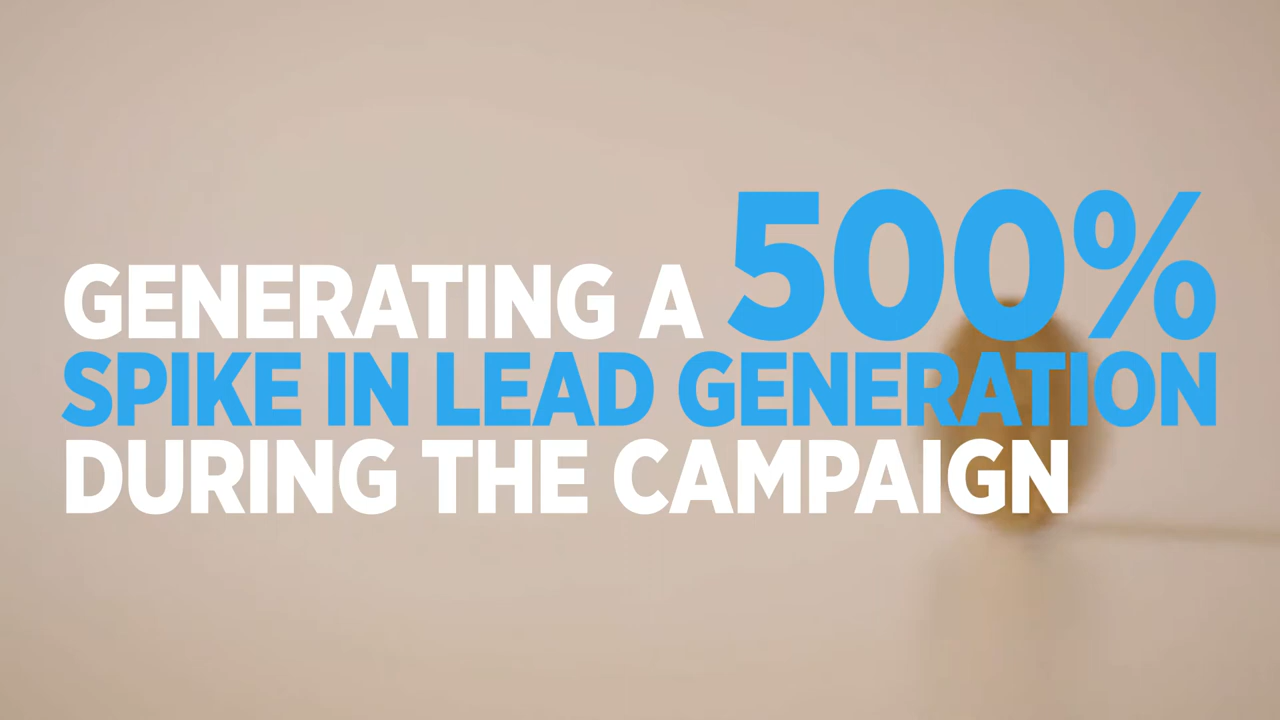 GENERATING A 500%
SPIKE IN LEAD GENERATION
DURING THE CAMPAIGN